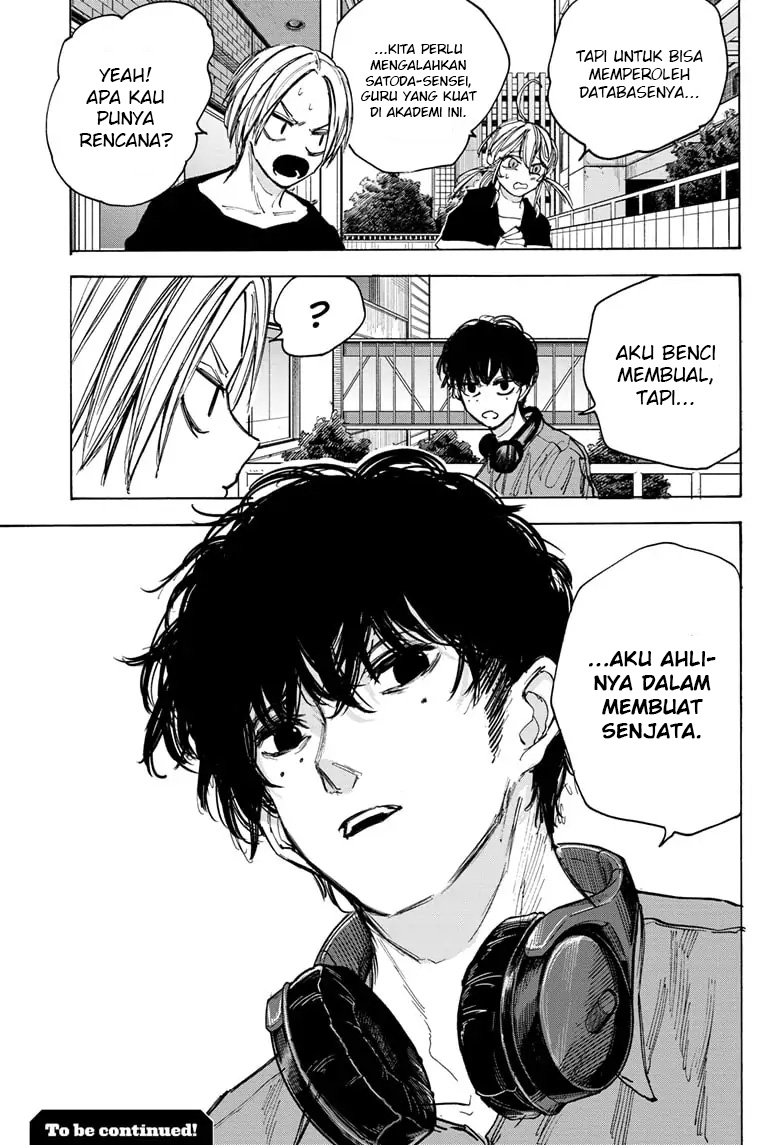 TAPI UNTUK BISA
MEMPEROLEH
DATABASENYA...
...KITA PERLU
MENGALAHKAN
SATODA-SENSEI,
GURU YANG KUAT
DI AKADEMI INI.
YEAH!
APA KAU
PUNYA
RENCANA?
AKU BENCI
MEMBUAL,
TAPI...
?
...AKU AHLI-
NYA DALAM
MEMBUAT
SENJATA.
To be continued!